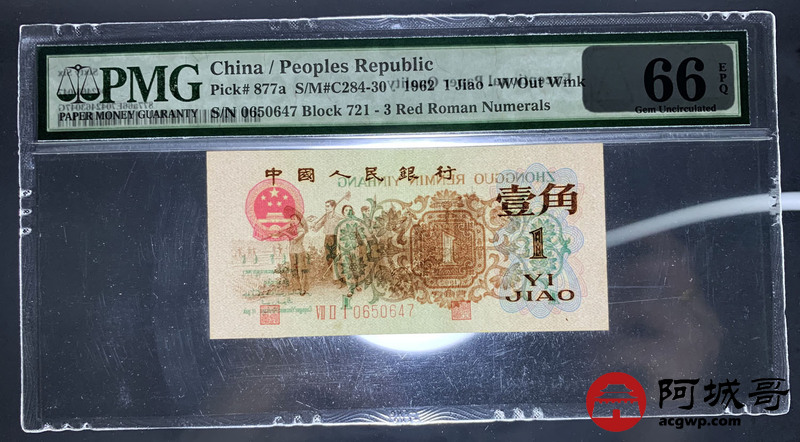 PMG
PAPER MONEY GUARANTY
China / Peoples Republic
Pick# 877a S/M#C284-30 1962 1 Jiao - W/Out Wmk
S/N 0650647 Block 721 - 3 Red Roman Numerals
66
EPQ
Gem Uncirculated
中國人民銀行
ZHONGGUO RENMIN YINHANG
壹角
1
1
YI
JIAO
VII II I 0650647
阿城哥
acgwp.com